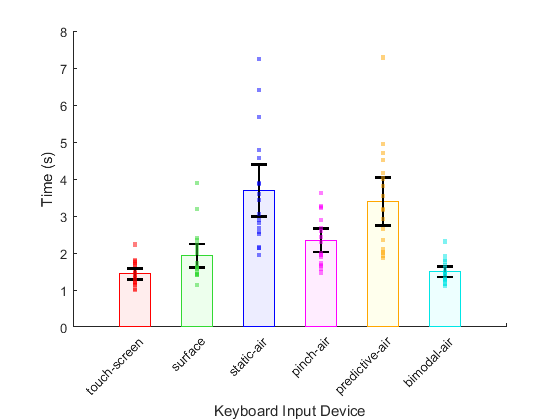 8
7
6
5
4
3
2
1
0
Time (s)
touch-screen
surface
static-air
pinch-air
predictive-air
bimodal-air
Keyboard Input Device